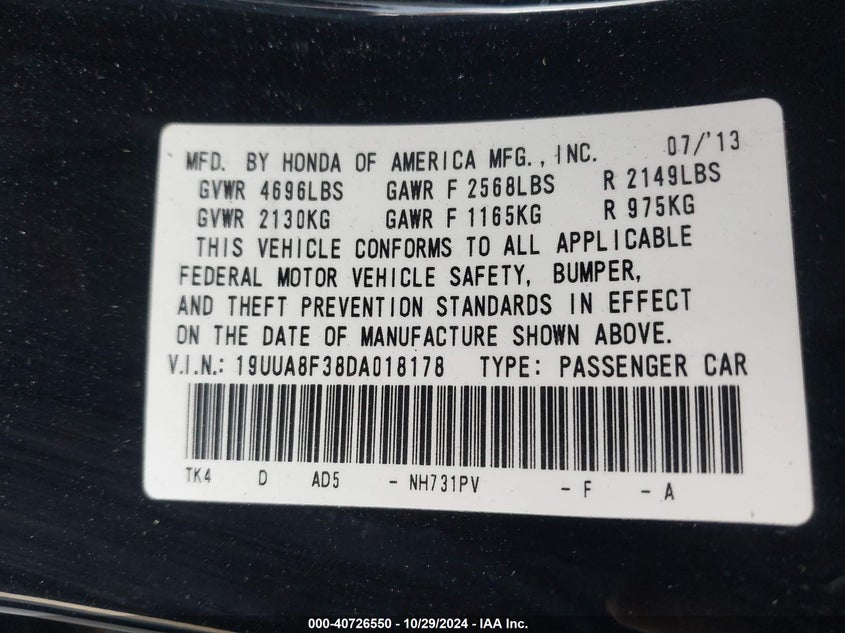 MFD. BY HONDA OF AMERICA MFG., INC. 07/'13
GVWR 4696LBS GAWR F 2568LBS R 2149LBS
GVWR 2130KG GAWR F 1165KG R 975KG
THIS VEHICLE CONFORMS TO ALL APPLICABLE
FEDERAL MOTOR VEHICLE SAFETY, BUMPER,
AND THEFT PREVENTION STANDARDS IN EFFECT
ON THE DATE OF MANUFACTURE SHOWN ABOVE.
V.I.N.: 19UUA8F38DA018178 TYPE: PASSENGER CAR
TK4 D AD5 - NH731PV - F - A
000-40726550 - 10/29/2024 - IAA Inc.